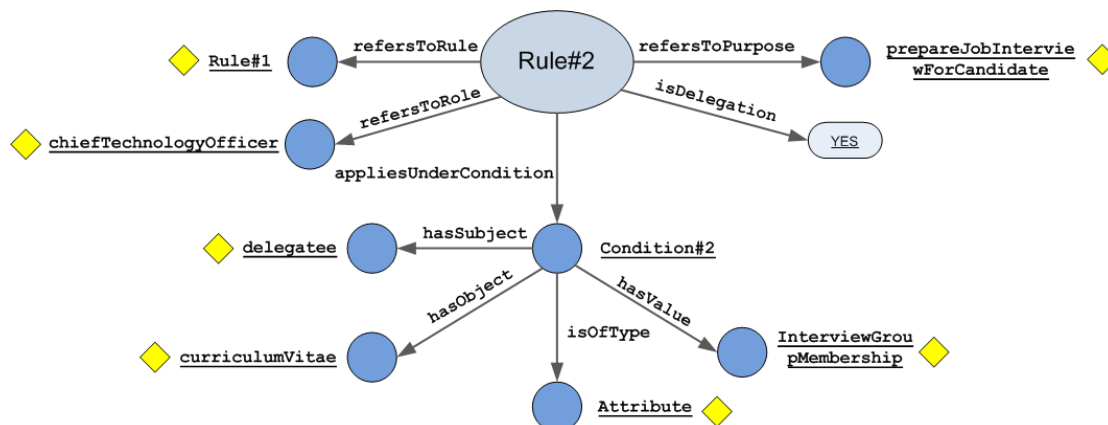 Rule#1
refersToRule
Rule#2
refersToPurpose
prepareJobIntervie
wForCandidate
isDelegation
YES
refersToRole
chiefTechnologyOfficer
appliesUnderCondition
delegatee
hasSubject
Condition#2
hasObject
hasValue
isOfType
curriculumVitae
InterviewGrou
pMembership
Attribute